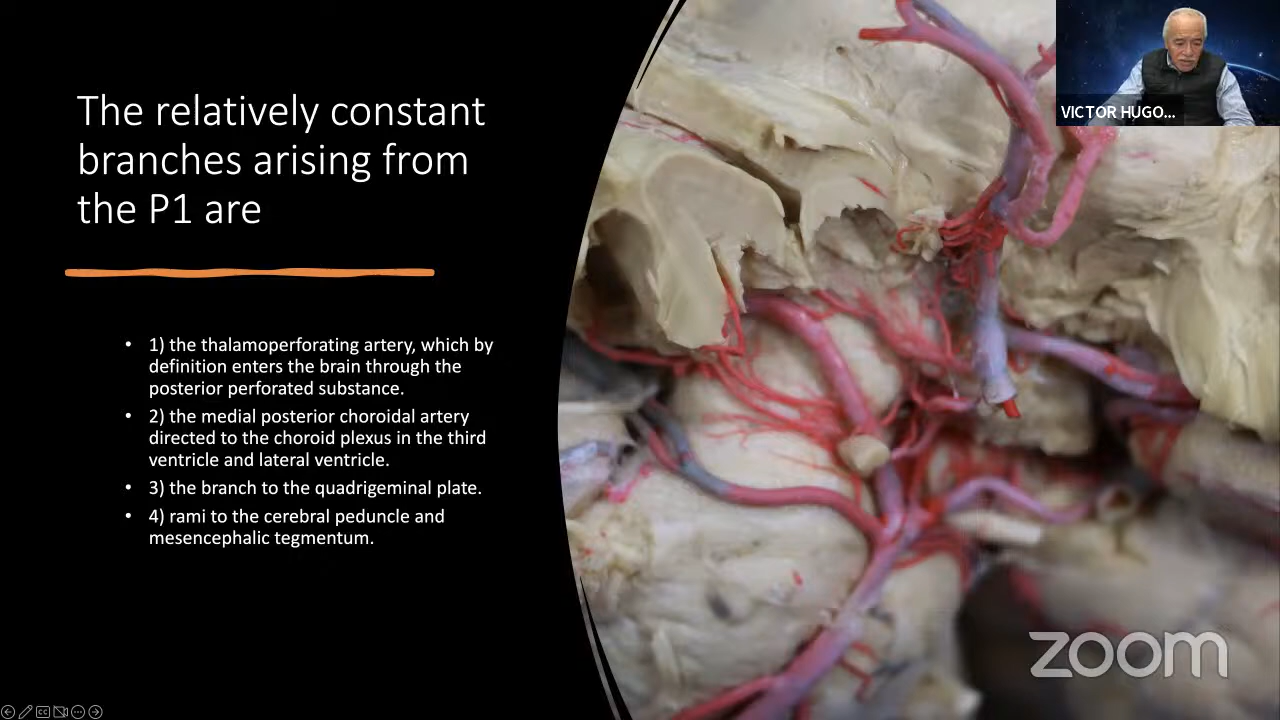 The relatively constant
branches arising from
the P1 are
• 1) the thalamoperforating artery, which by
definition enters the brain through the
posterior perforated substance.
• 2) the medial posterior choroidal artery
directed to the choroid plexus in the third
ventricle and lateral ventricle.
• 3) the branch to the quadrigeminal plate.
• 4) rami to the cerebral peduncle and
mesencephalic tegmentum.
VICTOR HUGO...
zoom
CC